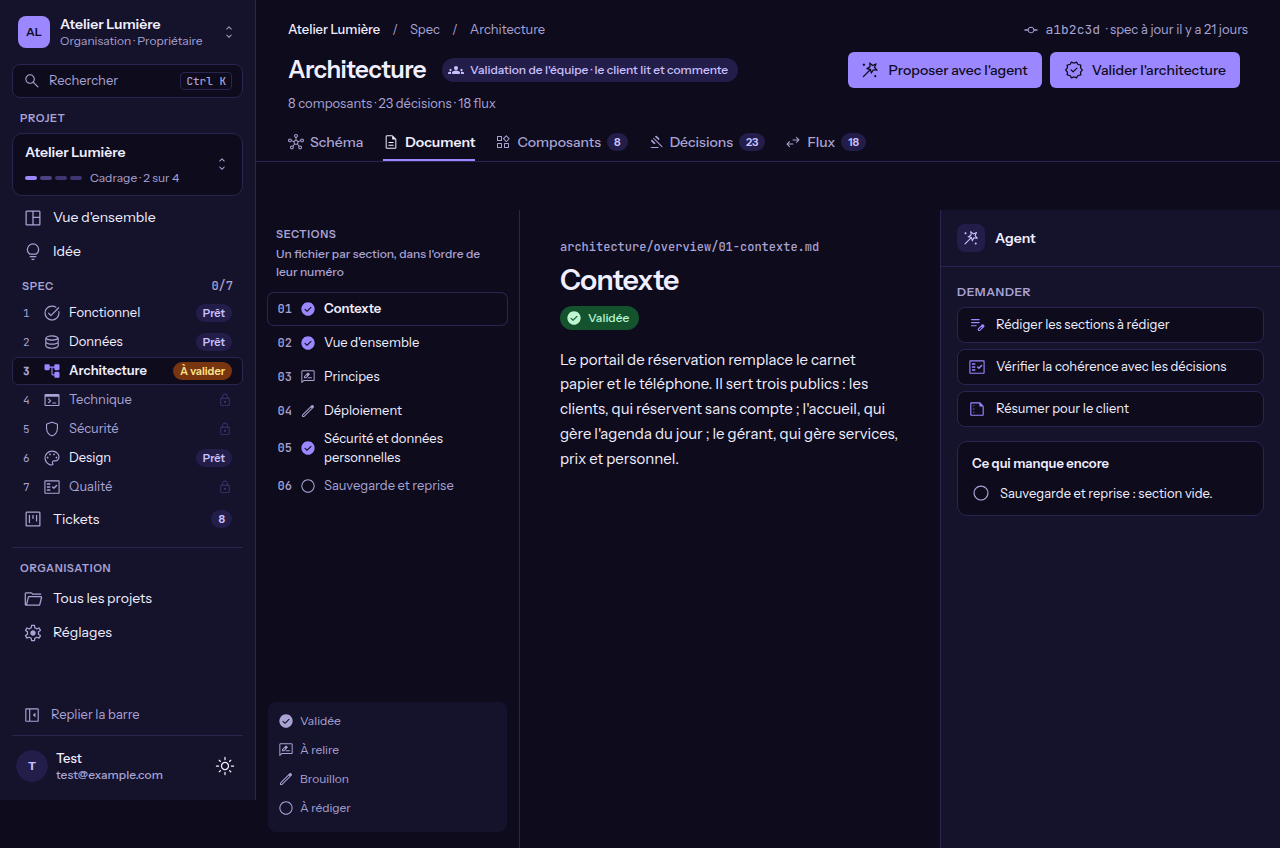 AL
Atelier Lumière
Organisation · Propriétaire
Rechercher
Ctrl K
PROJET
Atelier Lumière
Cadrage · 2 sur 4
Vue d'ensemble
Idée
SPEC 0/7
1 Fonctionnel Prêt
2 Données Prêt
3 Architecture À valider
4 Technique
5 Sécurité
6 Design Prêt
7 Qualité
Tickets 8
ORGANISATION
Tous les projets
Réglages
Replier la barre
T
Test
test@example.com
Atelier Lumière / Spec / Architecture
a1b2c3d · spec à jour il y a 21 jours
Architecture
Validation de l'équipe · le client lit et commente
Proposer avec l'agent
Valider l'architecture
8 composants · 23 décisions · 18 flux
Schéma
Document
Composants 8
Décisions 23
Flux 18
SECTIONS
Un fichier par section, dans l'ordre de
leur numéro
01 Contexte
02 Vue d'ensemble
03 Principes
04 Déploiement
05 Sécurité et données
personnelles
06 Sauvegarde et reprise
Validée
À relire
Brouillon
À rédiger
architecture/overview/01-contexte.md
Contexte
Validée
Le portail de réservation remplace le carnet
papier et le téléphone. Il sert trois publics : les
clients, qui réservent sans compte ; l'accueil, qui
gère l'agenda du jour ; le gérant, qui gère services,
prix et personnel.
Agent
DEMANDER
Rédiger les sections à rédiger
Vérifier la cohérence avec les décisions
Résumer pour le client
Ce qui manque encore
Sauvegarde et reprise : section vide.